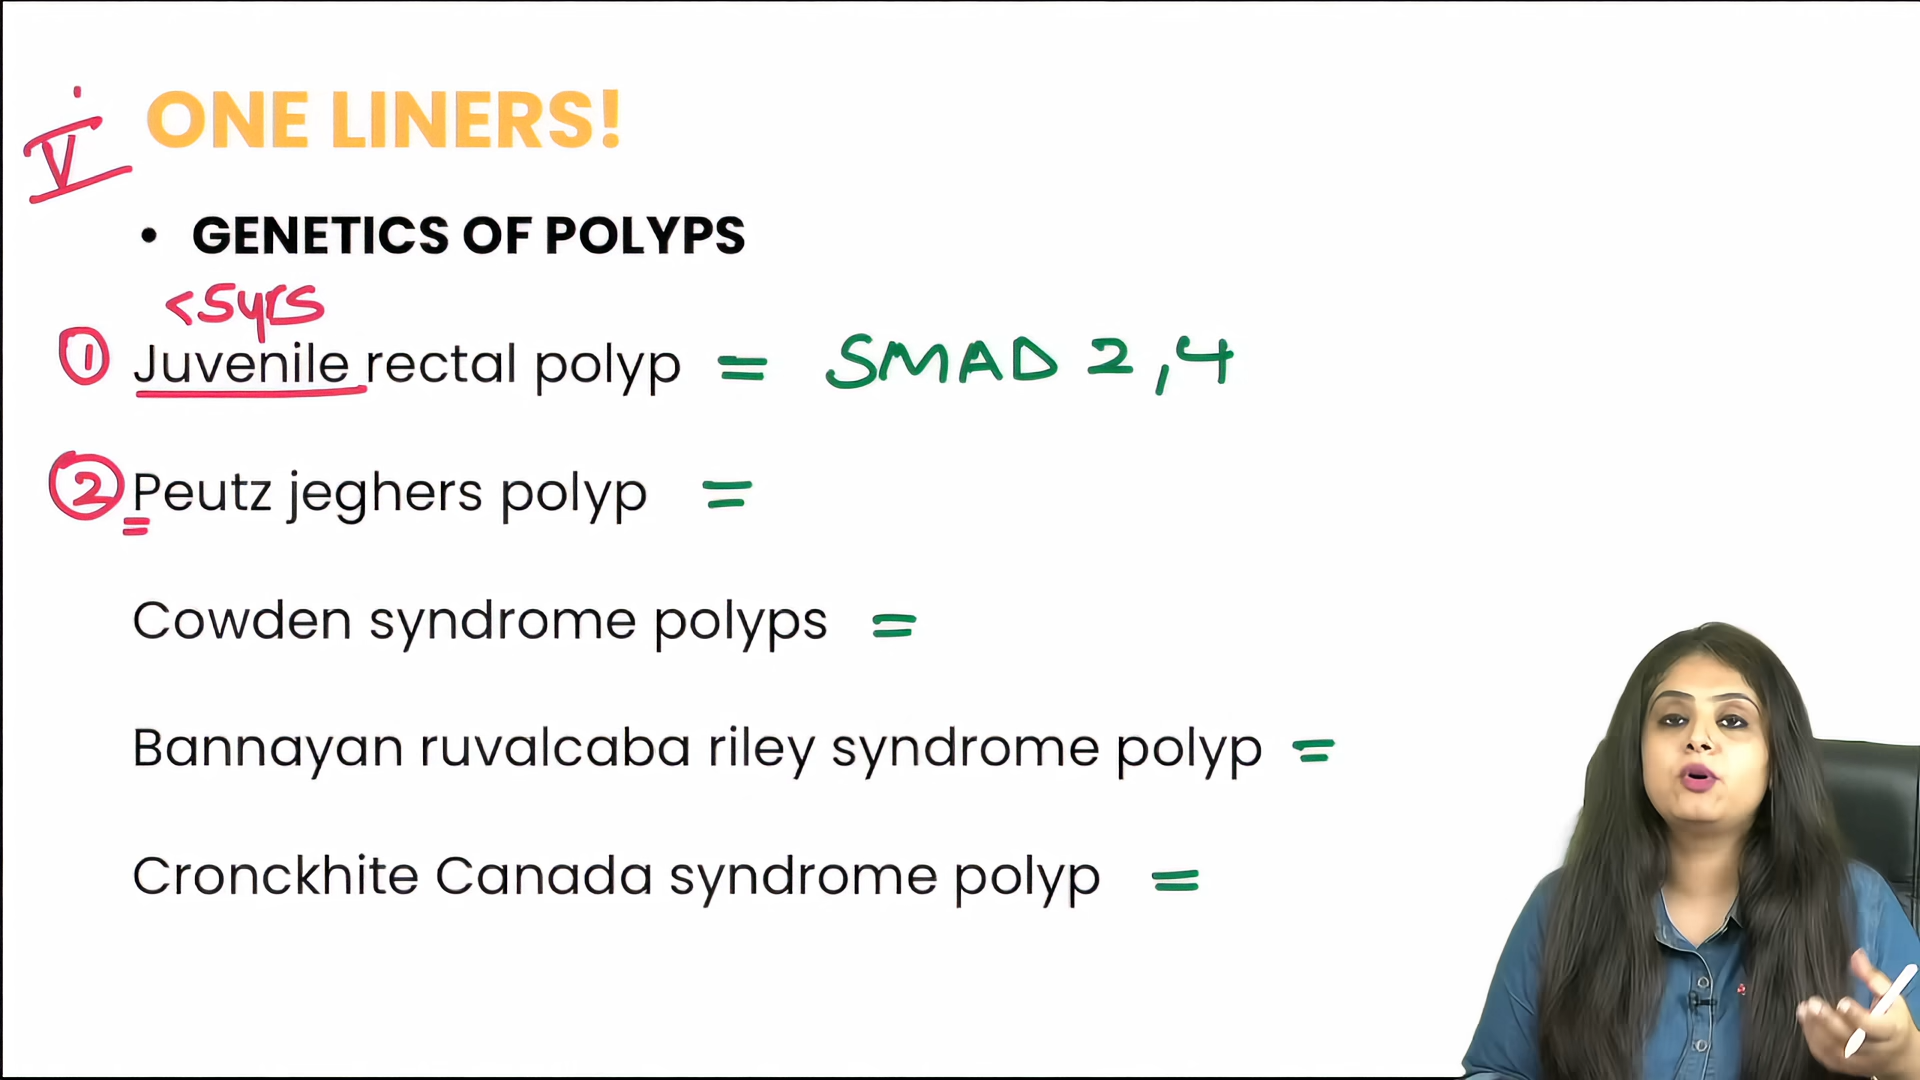 V ONE LINERS!
• GENETICS OF POLYPS
<5yrs
① Juvenile rectal polyp = SMAD 2,4
② Peutz jeghers polyp =
Cowden syndrome polyps =
Bannayan ruvalcaba riley syndrome polyp =
Cronckhite Canada syndrome polyp =